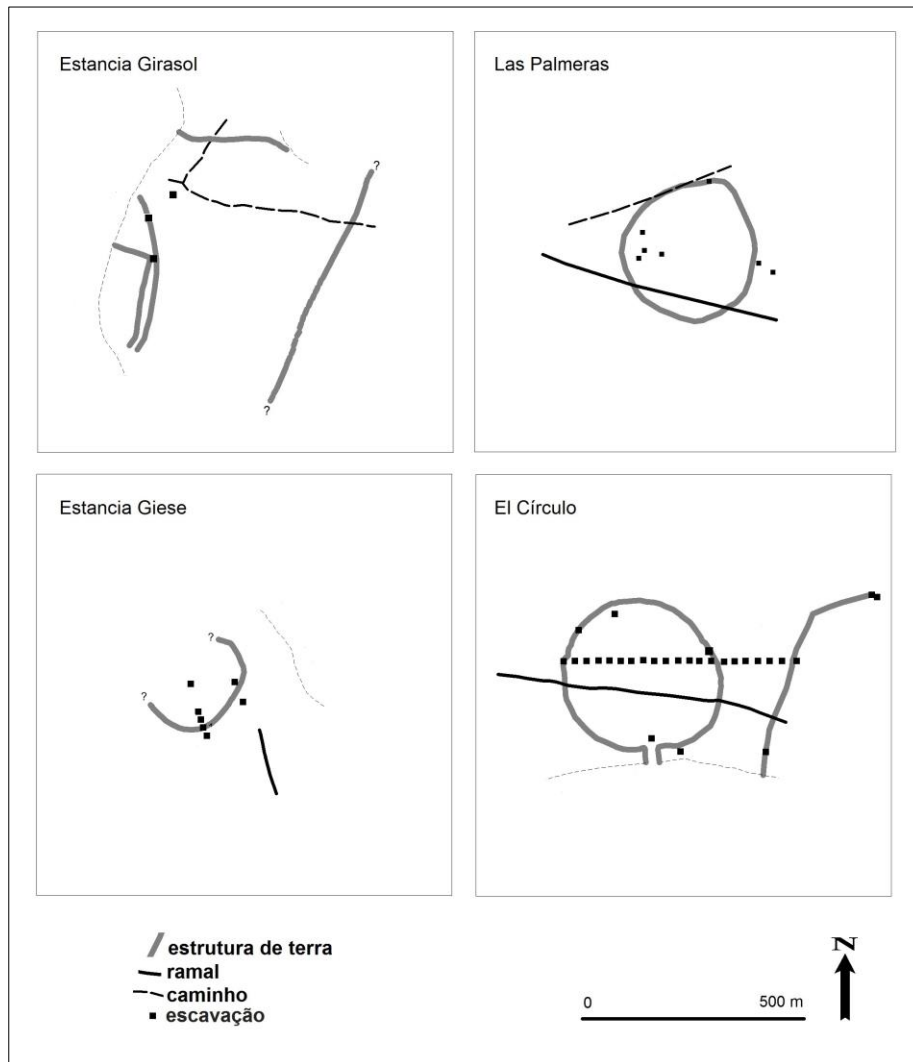 Estancia Girasol
?
?
Las Palmeras
Estancia Giese
?
?
El Círculo
estrutura de terra
ramal
caminho
escavação
N
0 500 m